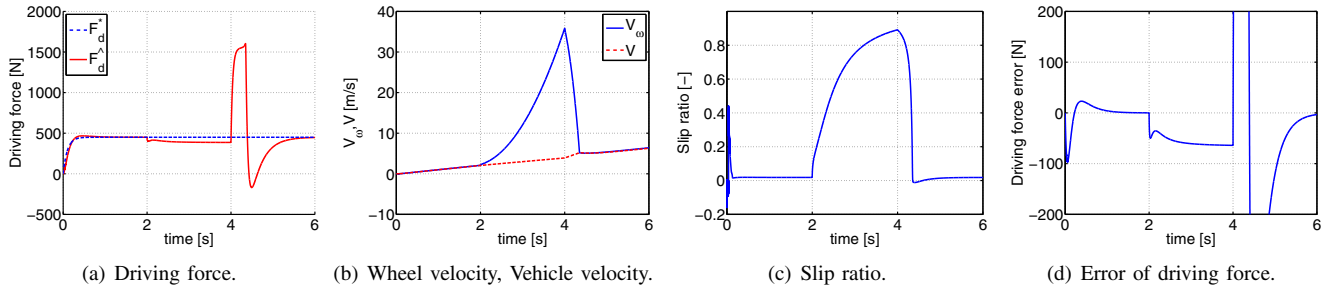 F_d^*
F_d^^
Driving force [N]
2000
1500
1000
500
0
−500
0 2 4 6
time [s]
(a) Driving force.
V_ω
V
V_ω, V [m/s]
40
30
20
10
0
−10
0 2 4 6
time [s]
(b) Wheel velocity, Vehicle velocity.
Slip ratio [-]
0.8
0.6
0.4
0.2
0
−0.2
0 2 4 6
time [s]
(c) Slip ratio.
Driving force error [N]
200
100
0
−100
−200
0 2 4 6
time [s]
(d) Error of driving force.